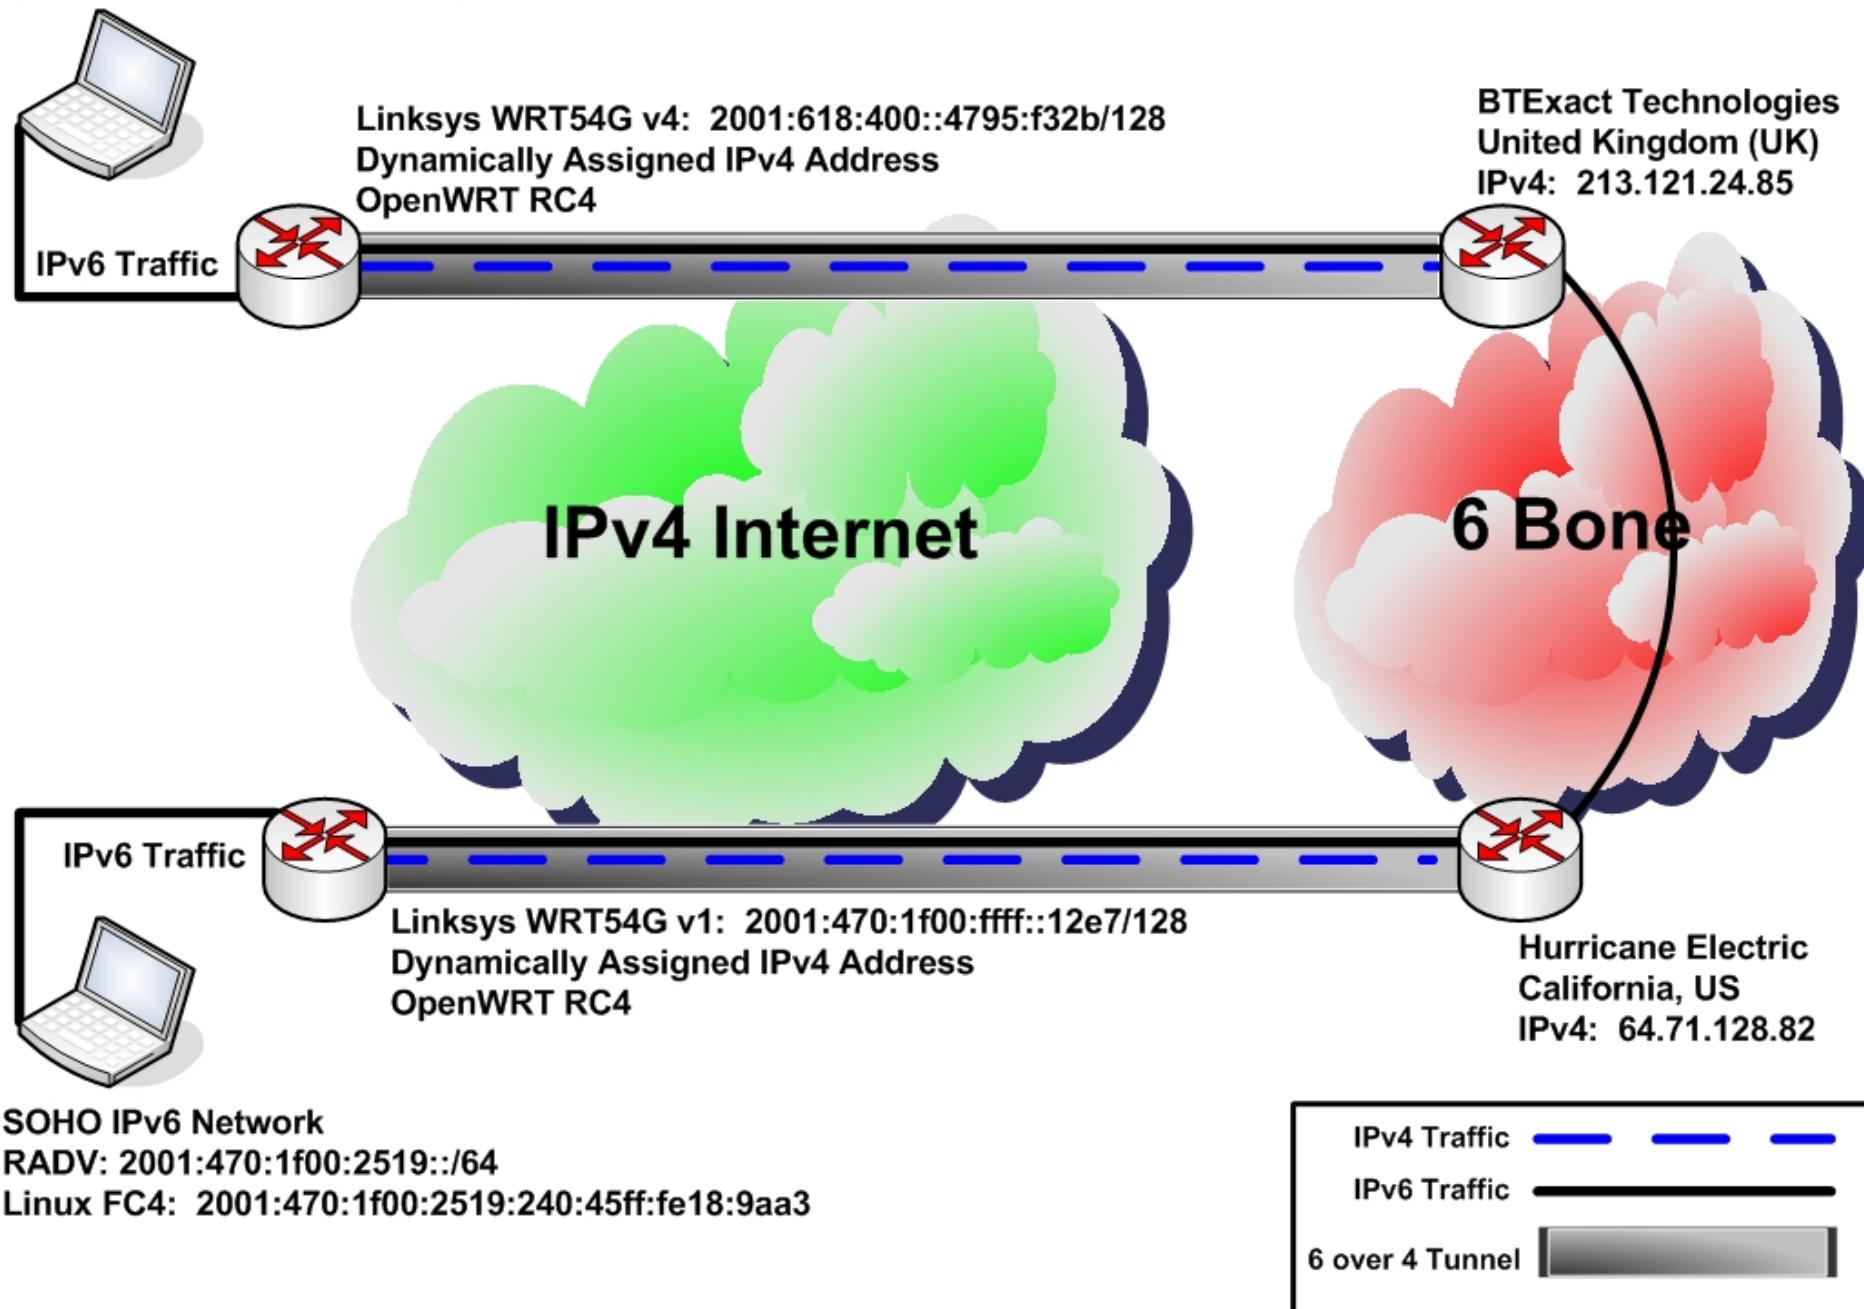 Linksys WRT54G v4:  2001:618:400::4795:f32b/128
Dynamically Assigned IPv4 Address
OpenWRT RC4
BTExact Technologies
United Kingdom (UK)
IPv4:  213.121.24.85
IPv6 Traffic
IPv4 Internet
6 Bone
IPv6 Traffic
Linksys WRT54G v1:  2001:470:1f00:ffff::12e7/128
Dynamically Assigned IPv4 Address
OpenWRT RC4
Hurricane Electric
California, US
IPv4:  64.71.128.82
SOHO IPv6 Network
RADV: 2001:470:1f00:2519::/64
Linux FC4:  2001:470:1f00:2519:240:45ff:fe18:9aa3
IPv4 Traffic
IPv6 Traffic
6 over 4 Tunnel